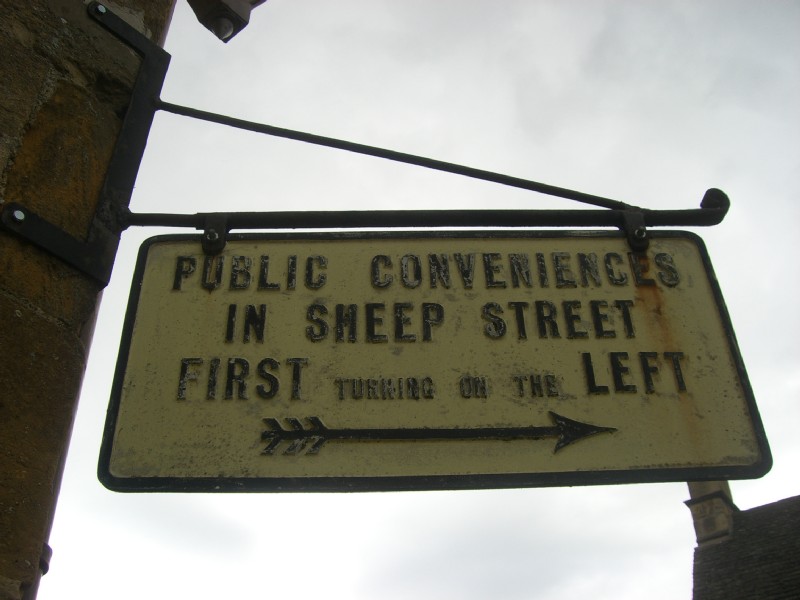 PUBLIC CONVENIENCES
IN SHEEP STREET
FIRST TURNING ON THE LEFT